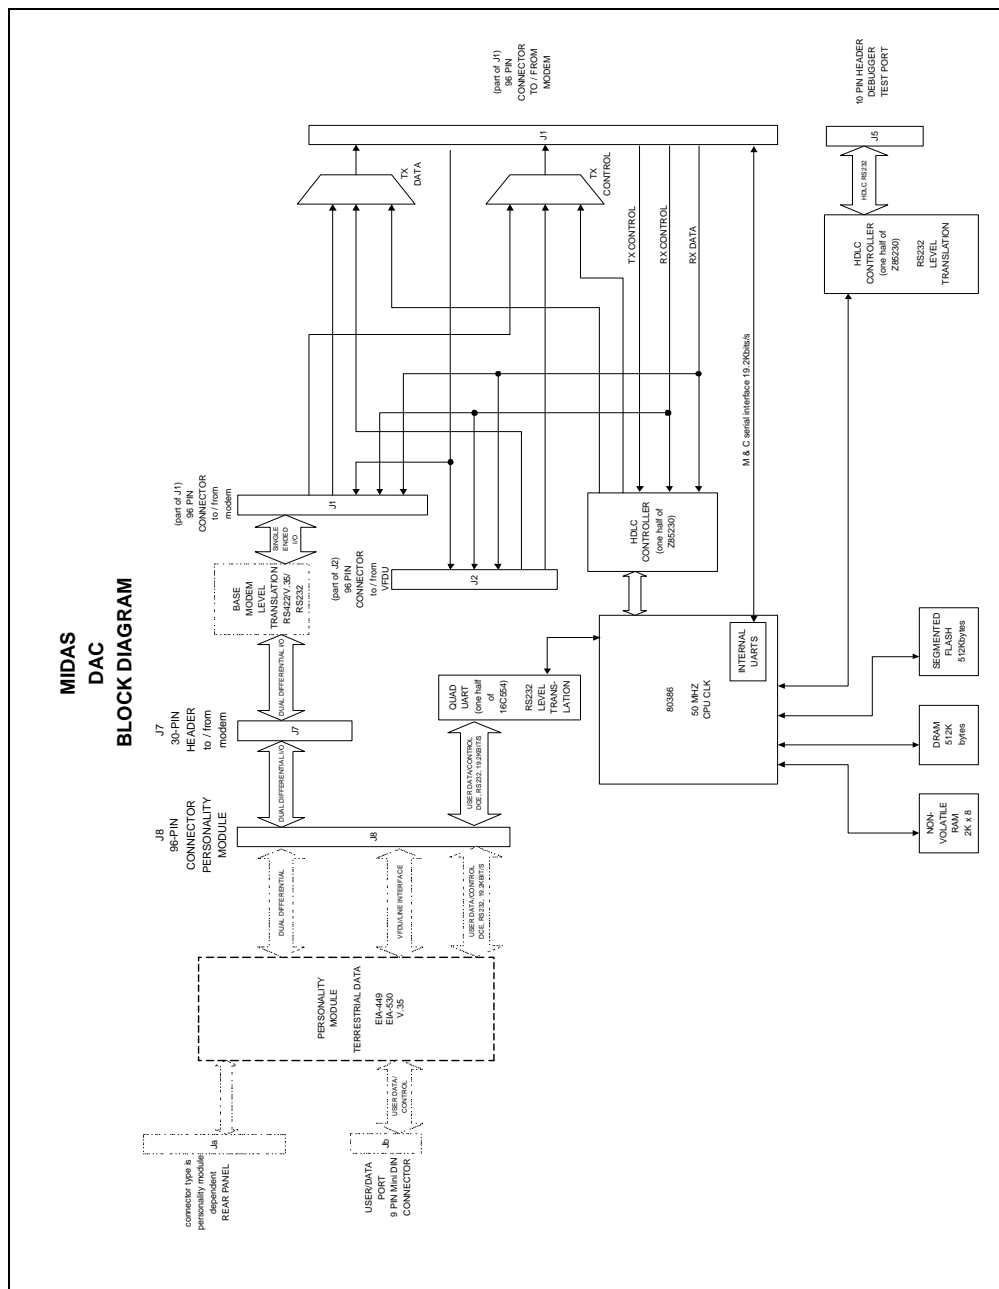 MIDAS
DAC
BLOCK DIAGRAM
connector type is
personality module
dependent
REAR PANEL
Ja
USER/DATA
PORT
9 PIN Mini DIN
CONNECTOR
Jb
USER DATA/
CONTROL
PERSONALITY
MODULE
TERRESTRIAL DATA
EIA-449
EIA-530
V.35
DUAL DIFFERENTIAL
VFDU/LINE INTERFACE
USER DATA/CONTROL
DCE, RS232, 19.2KBIT/S
J8
96-PIN
CONNECTOR
PERSONALITY
MODULE
J8
DUAL DIFFERENTIAL I/O
USER DATA/CONTROL
DCE, RS232, 19.2KBIT/S
J7
30-PIN
HEADER
to / from
modem
J7
DUAL DIFFERENTIAL I/O
BASE
MODEM
LEVEL
TRANSLATION
RS422/V.35/
RS232
SINGLE
ENDED
I/O
(part of J1)
96 PIN
CONNECTOR
to / from
modem
J1
(part of J2)
96 PIN
CONNECTOR
to / from
VFDU
J2
QUAD
UART
(one half
of
16C554)
RS232
LEVEL
TRANS-
LATION
80386
50 MHZ
CPU CLK
INTERNAL
UARTS
HDLC
CONTROLLER
(one half of
Z85230)
NON-
VOLATILE
RAM
2K x 8
DRAM
512K
bytes
SEGMENTED
FLASH
512Kbytes
TX
DATA
TX
CONTROL
TX CONTROL
RX CONTROL
RX DATA
M & C serial interface 19.2Kbits/s
(part of J1)
96 PIN
CONNECTOR
TO / FROM
MODEM
J1
HDLC
CONTROLLER
(one half of
Z85230)
RS232
LEVEL
TRANSLATION
HDLC RS232
J5
10 PIN HEADER
DEBUGGER
TEST PORT